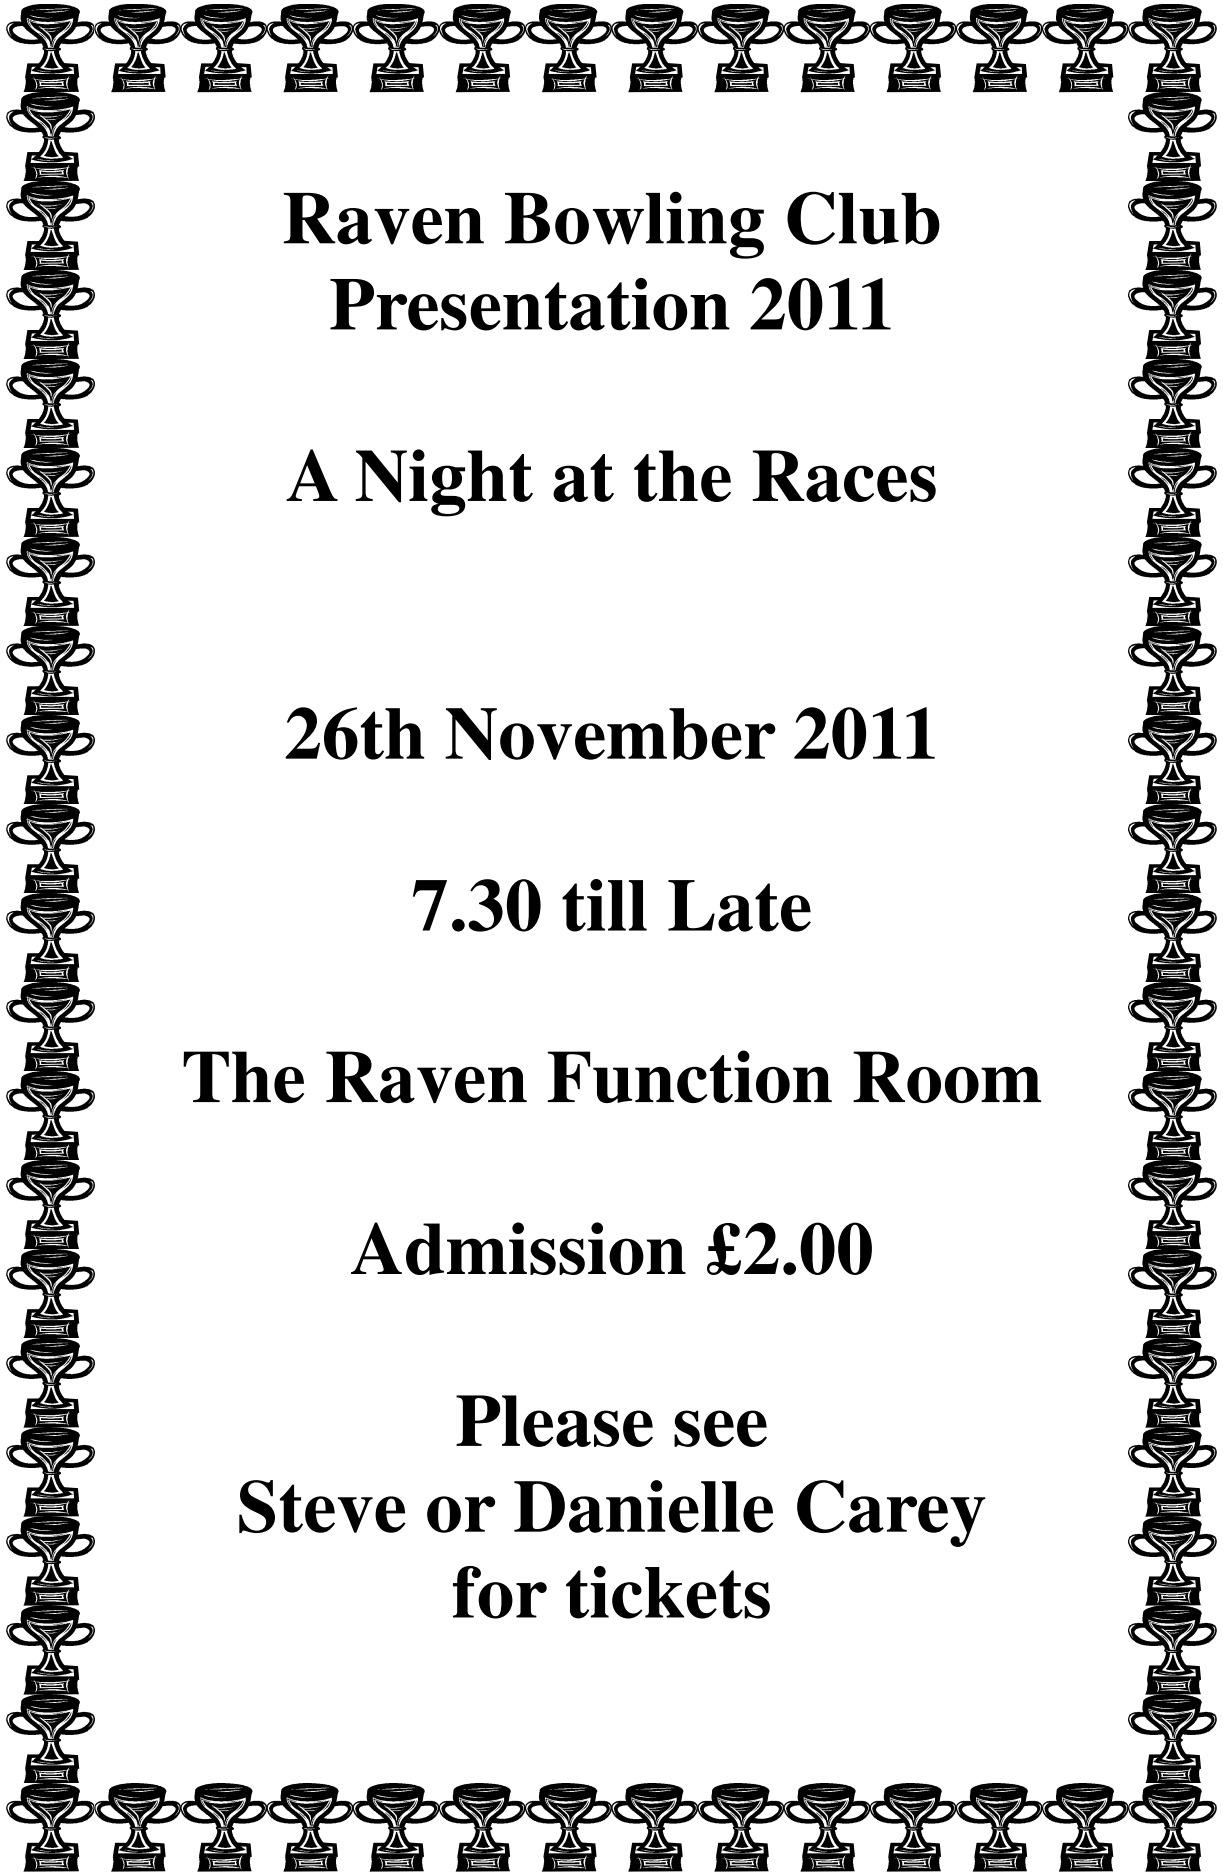 Raven Bowling Club
Presentation 2011
A Night at the Races
26th November 2011
7.30 till Late
The Raven Function Room
Admission £2.00
Please see
Steve or Danielle Carey
for tickets